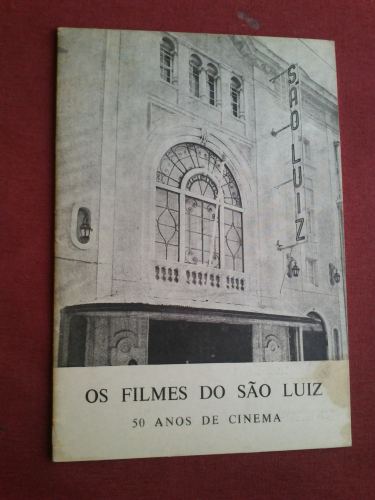 SÃO LUIZ
OS FILMES DO SÃO LUIZ
50 ANOS DE CINEMA